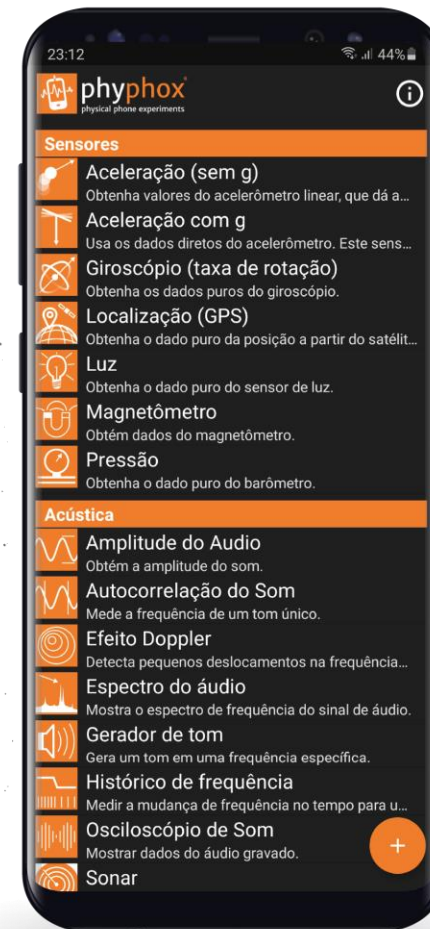 23:12
44%
phyphox
physical phone experiments
Sensores
Aceleração (sem g)
Obtenha valores do acelerômetro linear, que dá a...
Aceleração com g
Usa os dados diretos do acelerômetro. Este sens...
Giroscópio (taxa de rotação)
Obtenha os dados puros do giroscópio.
Localização (GPS)
Obtenha o dado puro da posição a partir do satélit...
Luz
Obtenha o dado puro do sensor de luz.
Magnetômetro
Obtém dados do magnetômetro.
Pressão
Obtenha o dado puro do barômetro.
Acústica
Amplitude do Audio
Obtém a amplitude do som.
Autocorrelação do Som
Mede a frequência de um tom único.
Efeito Doppler
Detecta pequenos deslocamentos na frequência...
Espectro do áudio
Mostra o espectro de frequência do sinal de áudio.
Gerador de tom
Gera um tom em uma frequência específica.
Histórico de frequência
Medir a mudança de frequência no tempo para u...
Osciloscópio de Som
Mostrar dados do áudio gravado.
Sonar